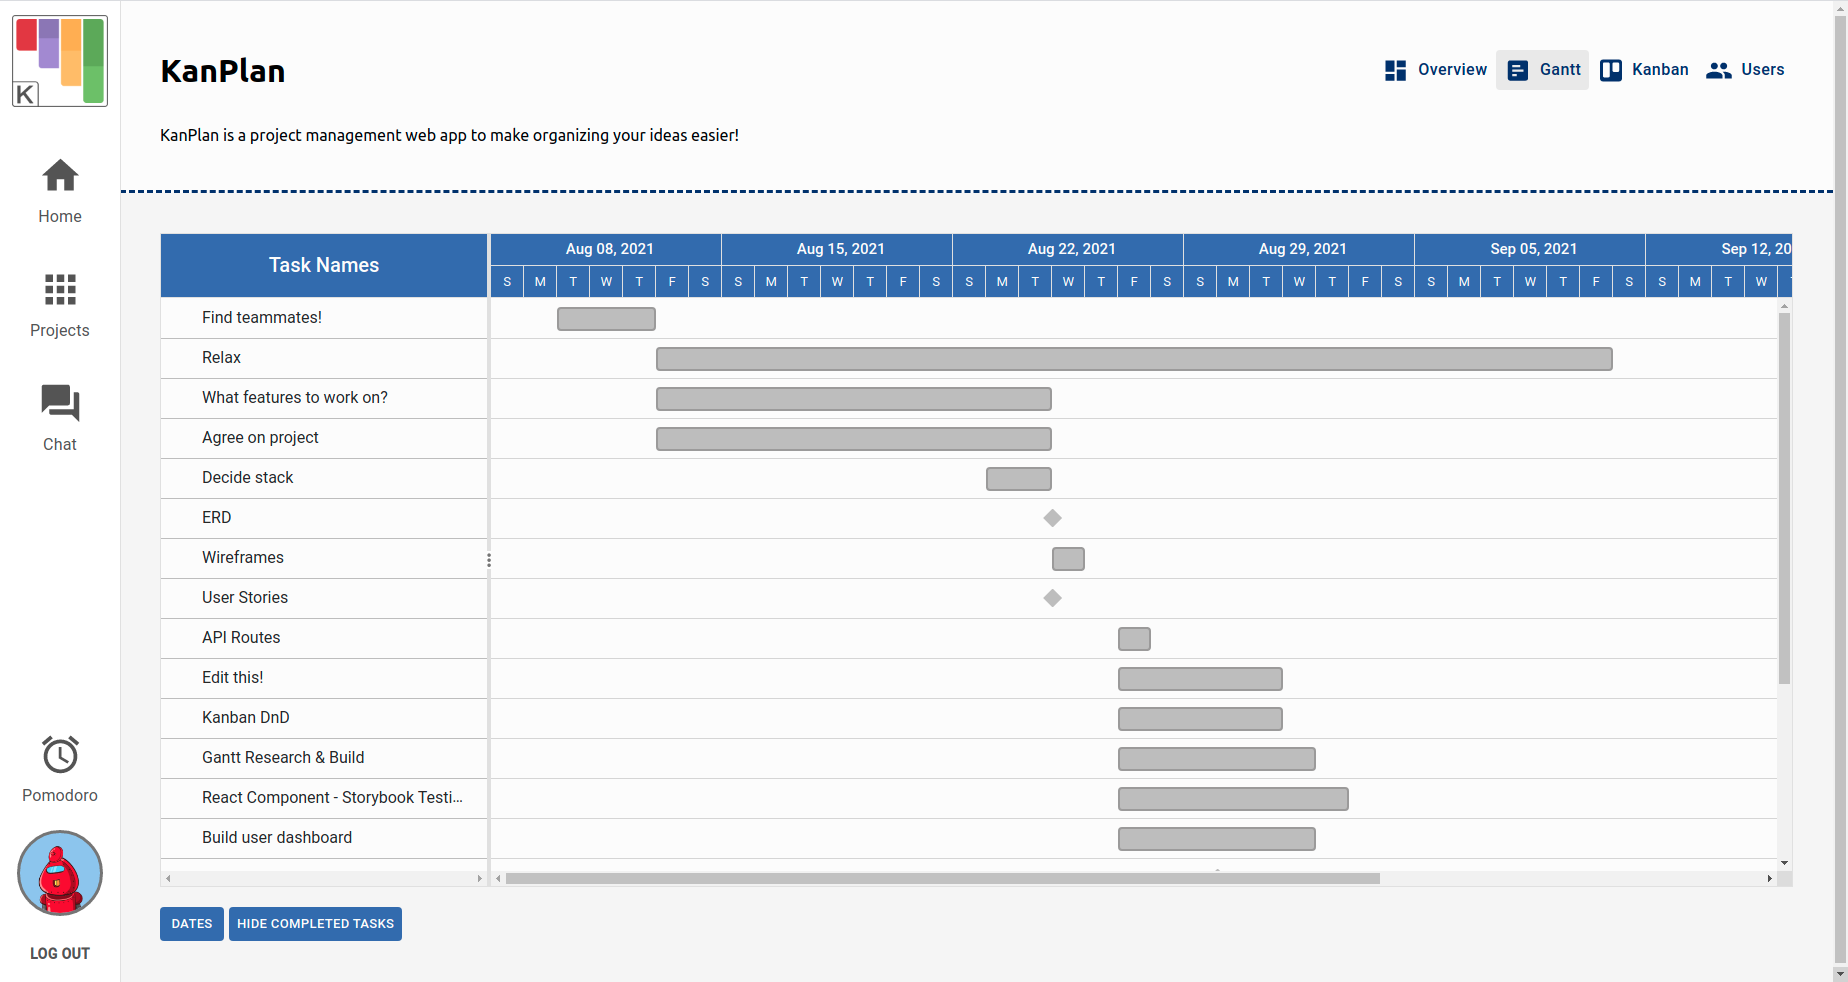 K
Home
Projects
Chat
Pomodoro
LOG OUT
KanPlan
Overview Gantt Kanban Users
KanPlan is a project management web app to make organizing your ideas easier!
Task Names
Aug 08, 2021 Aug 15, 2021 Aug 22, 2021 Aug 29, 2021 Sep 05, 2021 Sep 12, 20
S M T W T F S S M T W T F S S M T W T F S S M T W T F S S M T W T F S S M T W
Find teammates!
Relax
What features to work on?
Agree on project
Decide stack
ERD
Wireframes
User Stories
API Routes
Edit this!
Kanban DnD
Gantt Research & Build
React Component - Storybook Testi...
Build user dashboard
DATES HIDE COMPLETED TASKS